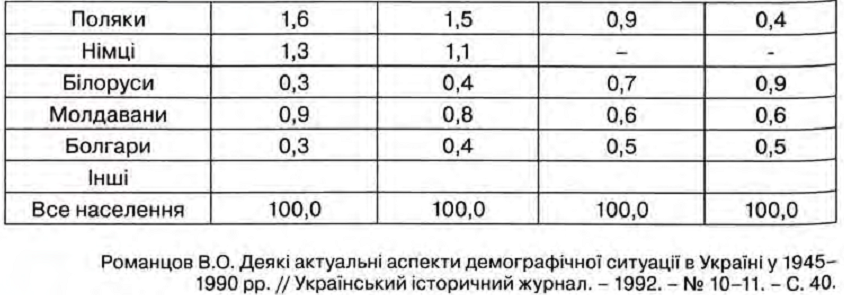 Поляки 1,6 1,5 0,9 0,4
Німці 1,3 1,1 – -
Білоруси 0,3 0,4 0,7 0,9
Молдавани 0,9 0,8 0,6 0,6
Болгари 0,3 0,4 0,5 0,5
Інші
Все населення 100,0 100,0 100,0 100,0
Романцов В.О. Деякі актуальні аспекти демографічної ситуації в Україні у 1945–
1990 рр. // Український історичний журнал. – 1992. – № 10–11. – С. 40.